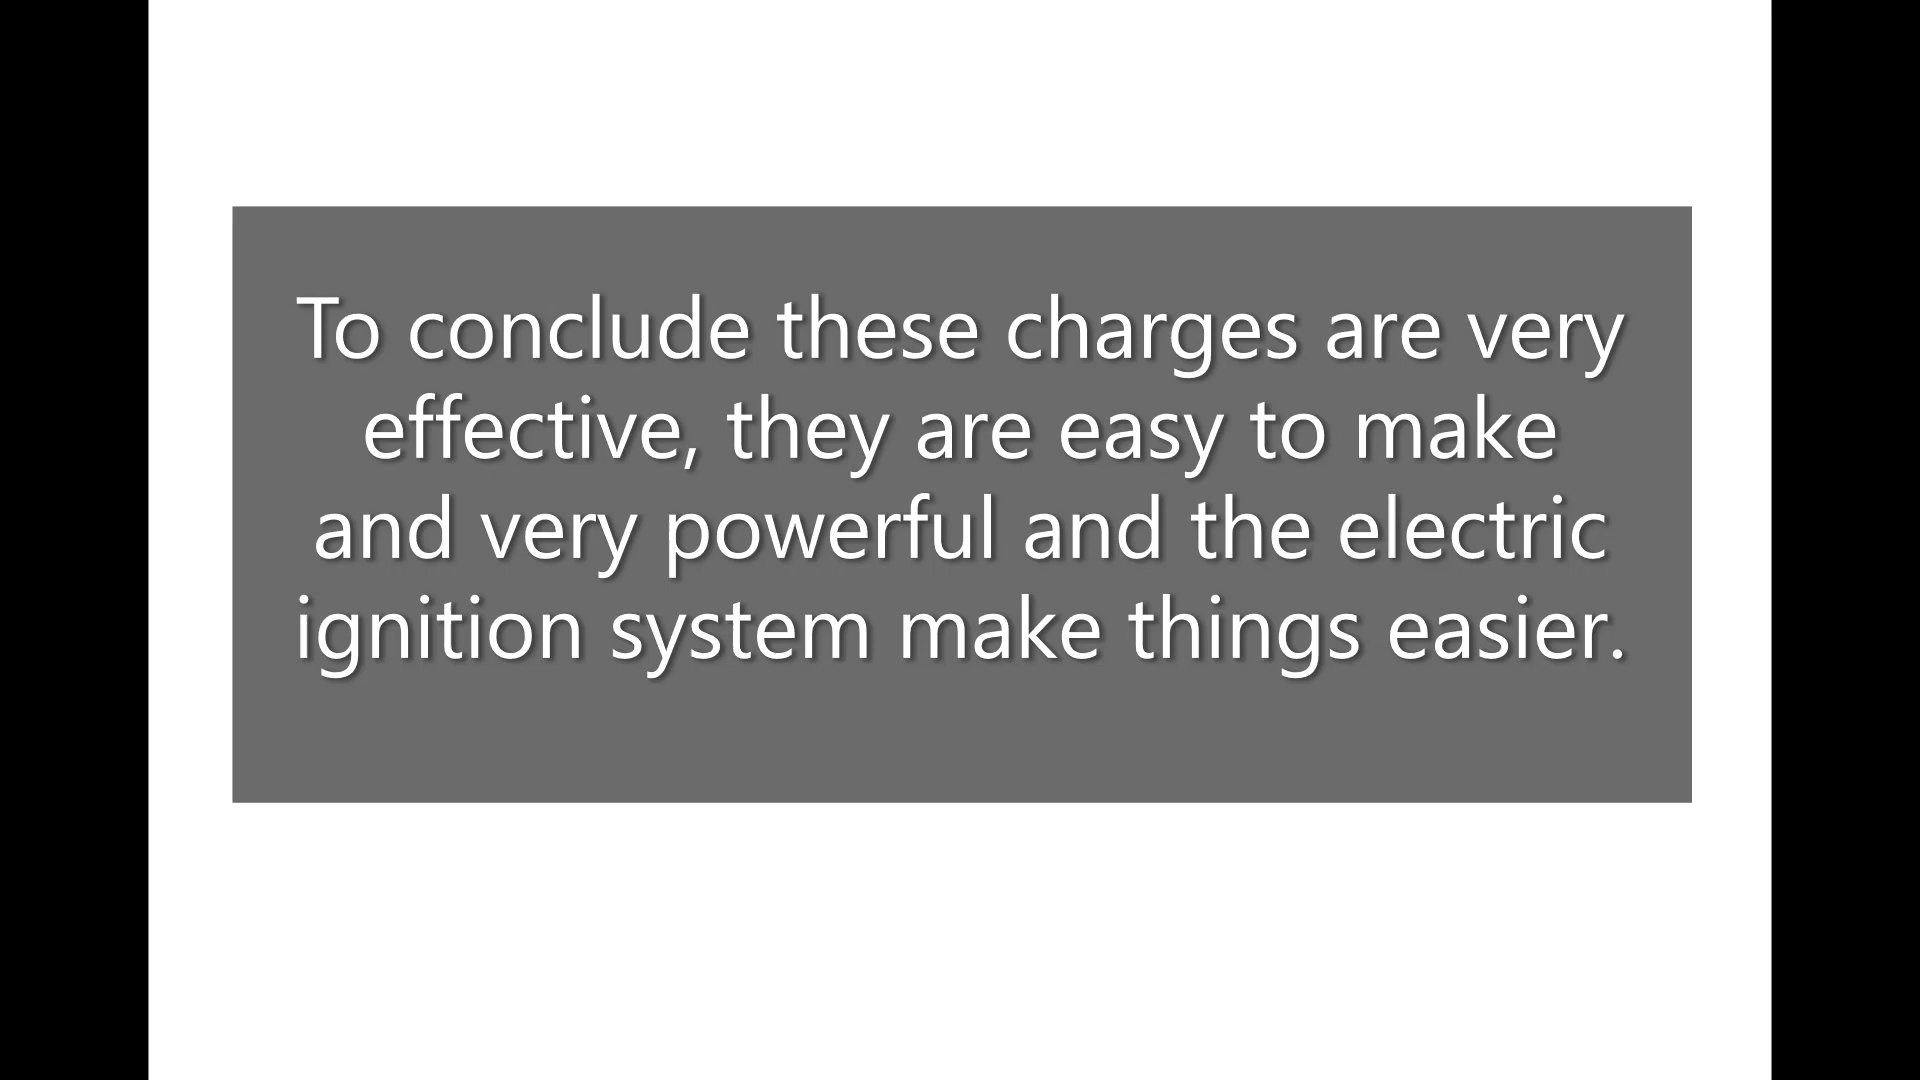 To conclude these charges are very
effective, they are easy to make
and very powerful and the electric
ignition system make things easier.